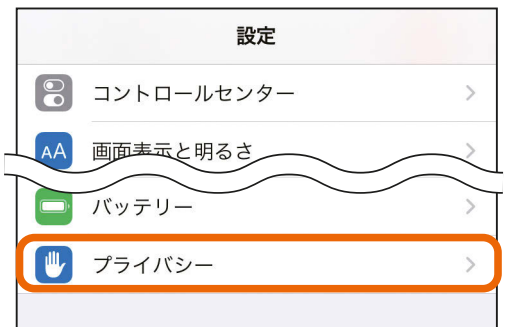 設定
コントロールセンター
AA 画面表示と明るさ
バッテリー
プライバシー